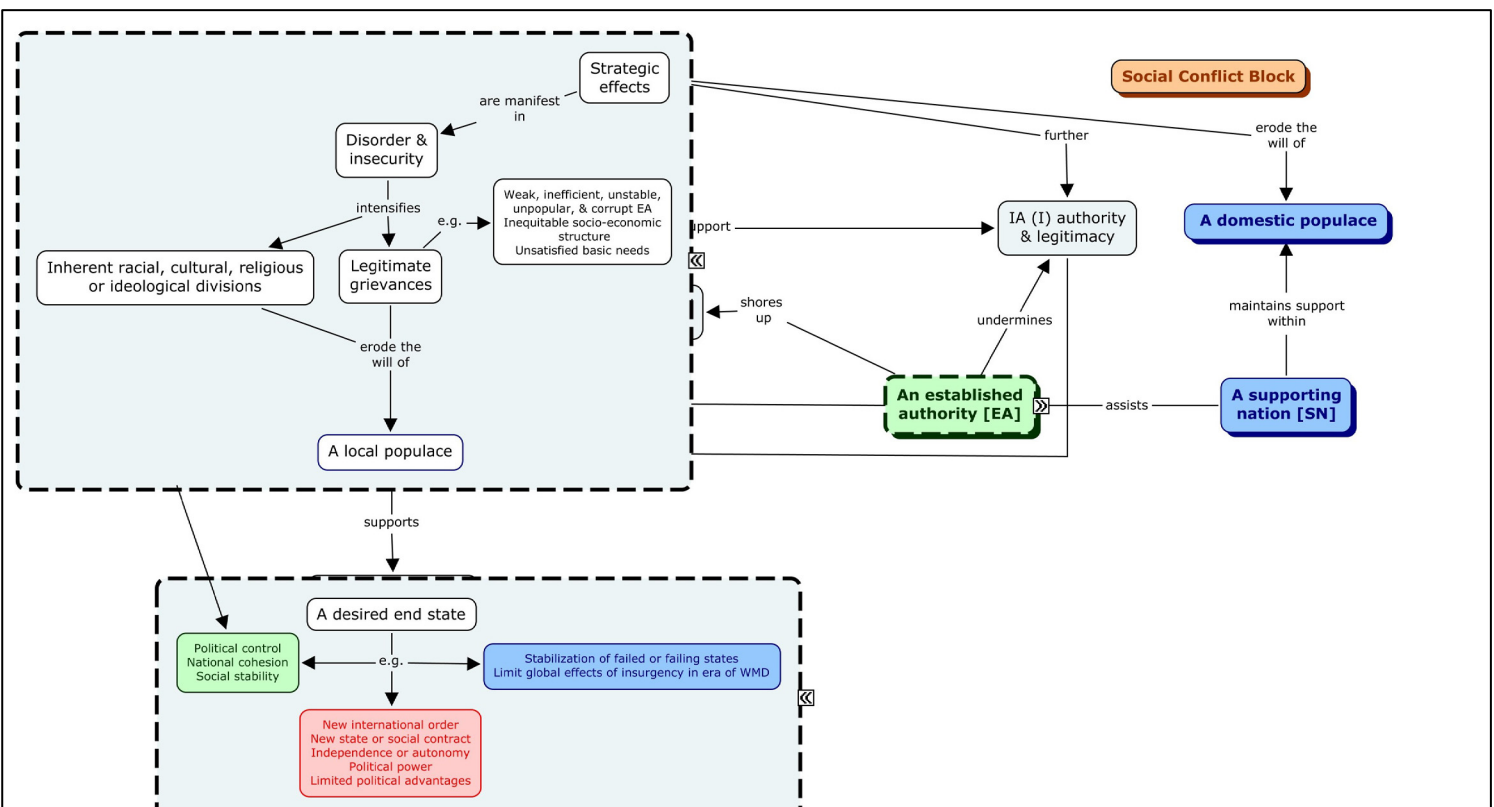 Strategic
effects
Social Conflict Block
are manifest
in
further
erode the
will of
Disorder &
insecurity
intensifies
e.g.
Weak, inefficient, unstable,
unpopular, & corrupt EA
Inequitable socio-economic
structure
Unsatisfied basic needs
upport
IA (I) authority
& legitimacy
A domestic populace
Inherent racial, cultural, religious
or ideological divisions
Legitimate
grievances
shores
up
undermines
maintains support
within
erode the
will of
An established
authority [EA]
assists
A supporting
nation [SN]
A local populace
supports
A desired end state
Political control
National cohesion
Social stability
e.g.
Stabilization of failed or failing states
Limit global effects of insurgency in era of WMD
New international order
New state or social contract
Independence or autonomy
Political power
Limited political advantages